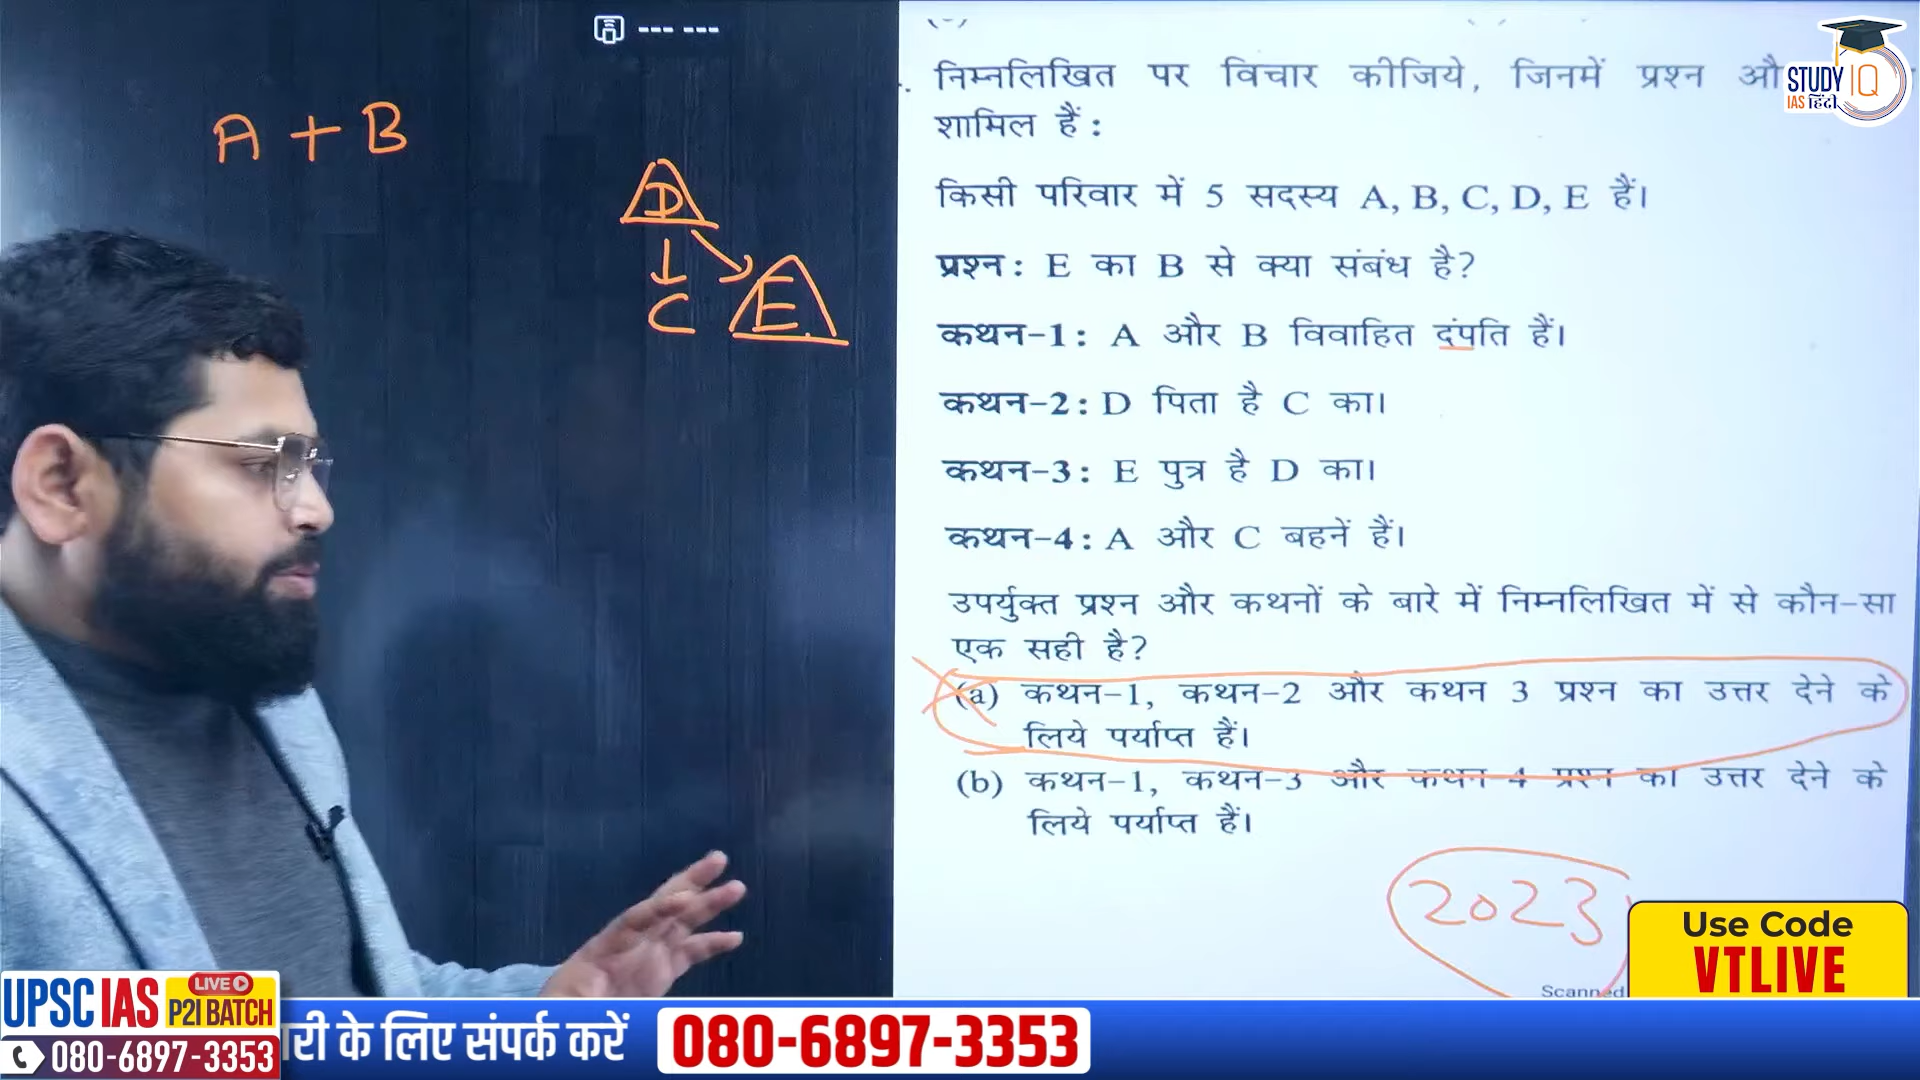 A + B
D
C
E
STUDY IQ
IAS हिंदी
निम्नलिखित पर विचार कीजिये, जिनमें प्रश्न
शामिल हैं :
किसी परिवार में 5 सदस्य A, B, C, D, E हैं।
प्रश्न : E का B से क्या संबंध है?
कथन-1 : A और B विवाहित दंपति हैं।
कथन-2 : D पिता है C का।
कथन-3 : E पुत्र है D का।
कथन-4 : A और C बहनें हैं।
उपर्युक्त प्रश्न और कथनों के बारे में निम्नलिखित में से कौन-सा
एक सही है?
(a) कथन-1, कथन-2 और कथन 3 प्रश्न का उत्तर देने के
लिये पर्याप्त हैं।
(b) कथन-1, कथन-3 और कथन 4 प्रश्न का उत्तर देने के
लिये पर्याप्त हैं।
2023
Scanned
Use Code
VTLIVE
UPSC IAS LIVE P2I BATCH
080-6897-3353
के लिए संपर्क करें 080-6897-3353